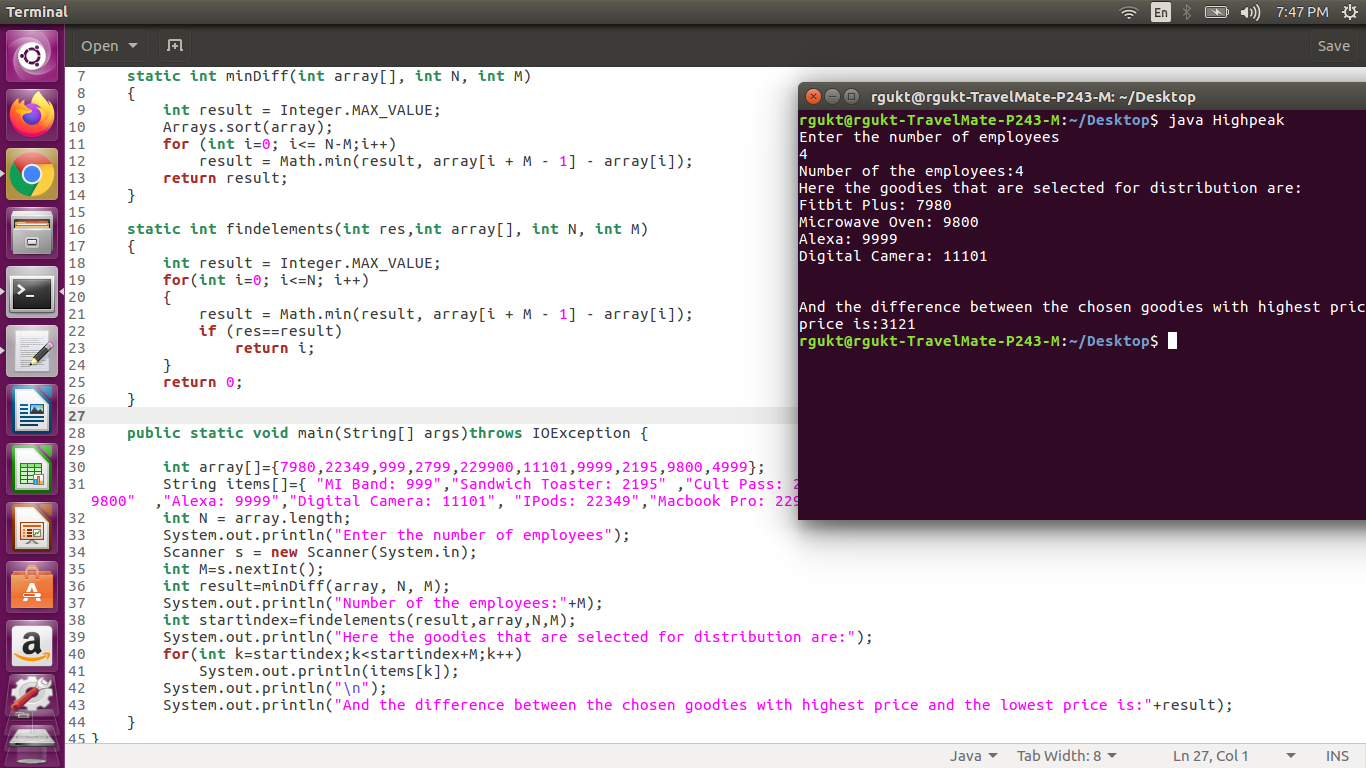 Terminal
En
7:47 PM
Open
Save
7 static int minDiff(int array[], int N, int M)
8 {
9 int result = Integer.MAX_VALUE;
10 Arrays.sort(array);
11 for (int i=0; i<= N-M;i++)
12 result = Math.min(result, array[i + M - 1] - array[i]);
13 return result;
14 }
15
16 static int findelements(int res,int array[], int N, int M)
17 {
18 int result = Integer.MAX_VALUE;
19 for(int i=0; i<=N; i++)
20 {
21 result = Math.min(result, array[i + M - 1] - array[i]);
22 if (res==result)
23 return i;
24 }
25 return 0;
26 }
27
28 public static void main(String[] args)throws IOException {
29
30 int array[]={7980,22349,999,2799,229900,11101,9999,2195,9800,4999};
31 String items[]={ "MI Band: 999","Sandwich Toaster: 2195" ,"Cult Pass: 2
9800" ,"Alexa: 9999","Digital Camera: 11101", "IPods: 22349","Macbook Pro: 229
32 int N = array.length;
33 System.out.println("Enter the number of employees");
34 Scanner s = new Scanner(System.in);
35 int M=s.nextInt();
36 int result=minDiff(array, N, M);
37 System.out.println("Number of the employees:"+M);
38 int startindex=findelements(result,array,N,M);
39 System.out.println("Here the goodies that are selected for distribution are:");
40 for(int k=startindex;k<startindex+M;k++)
41 System.out.println(items[k]);
42 System.out.println("\n");
43 System.out.println("And the difference between the chosen goodies with highest price and the lowest price is:"+result);
44 }
45 }
rgukt@rgukt-TravelMate-P243-M: ~/Desktop
rgukt@rgukt-TravelMate-P243-M:~/Desktop$ java Highpeak
Enter the number of employees
4
Number of the employees:4
Here the goodies that are selected for distribution are:
Fitbit Plus: 7980
Microwave Oven: 9800
Alexa: 9999
Digital Camera: 11101
And the difference between the chosen goodies with highest pric
price is:3121
rgukt@rgukt-TravelMate-P243-M:~/Desktop$
Java
Tab Width: 8
Ln 27, Col 1
INS